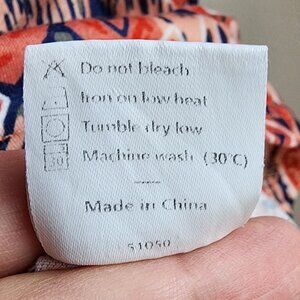 Do not bleach
Iron on low heat
Tumble dry low
Machine wash (30°C)
Made in China
51050